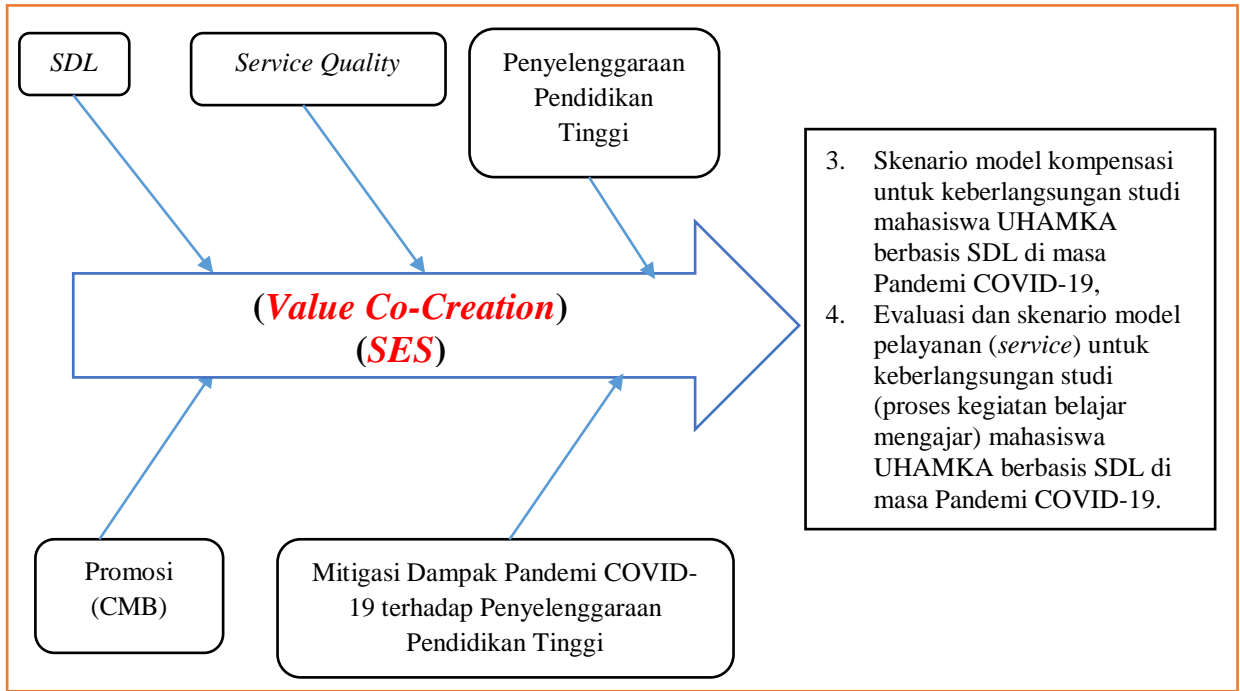 SDL
Service Quality
Penyelenggaraan
Pendidikan
Tinggi
(Value Co-Creation)
(SES)
3. Skenario model kompensasi
untuk keberlangsungan studi
mahasiswa UHAMKA
berbasis SDL di masa
Pandemi COVID-19,
4. Evaluasi dan skenario model
pelayanan (service) untuk
keberlangsungan studi
(proses kegiatan belajar
mengajar) mahasiswa
UHAMKA berbasis SDL di
masa Pandemi COVID-19.
Promosi
(CMB)
Mitigasi Dampak Pandemi COVID-
19 terhadap Penyelenggaraan
Pendidikan Tinggi